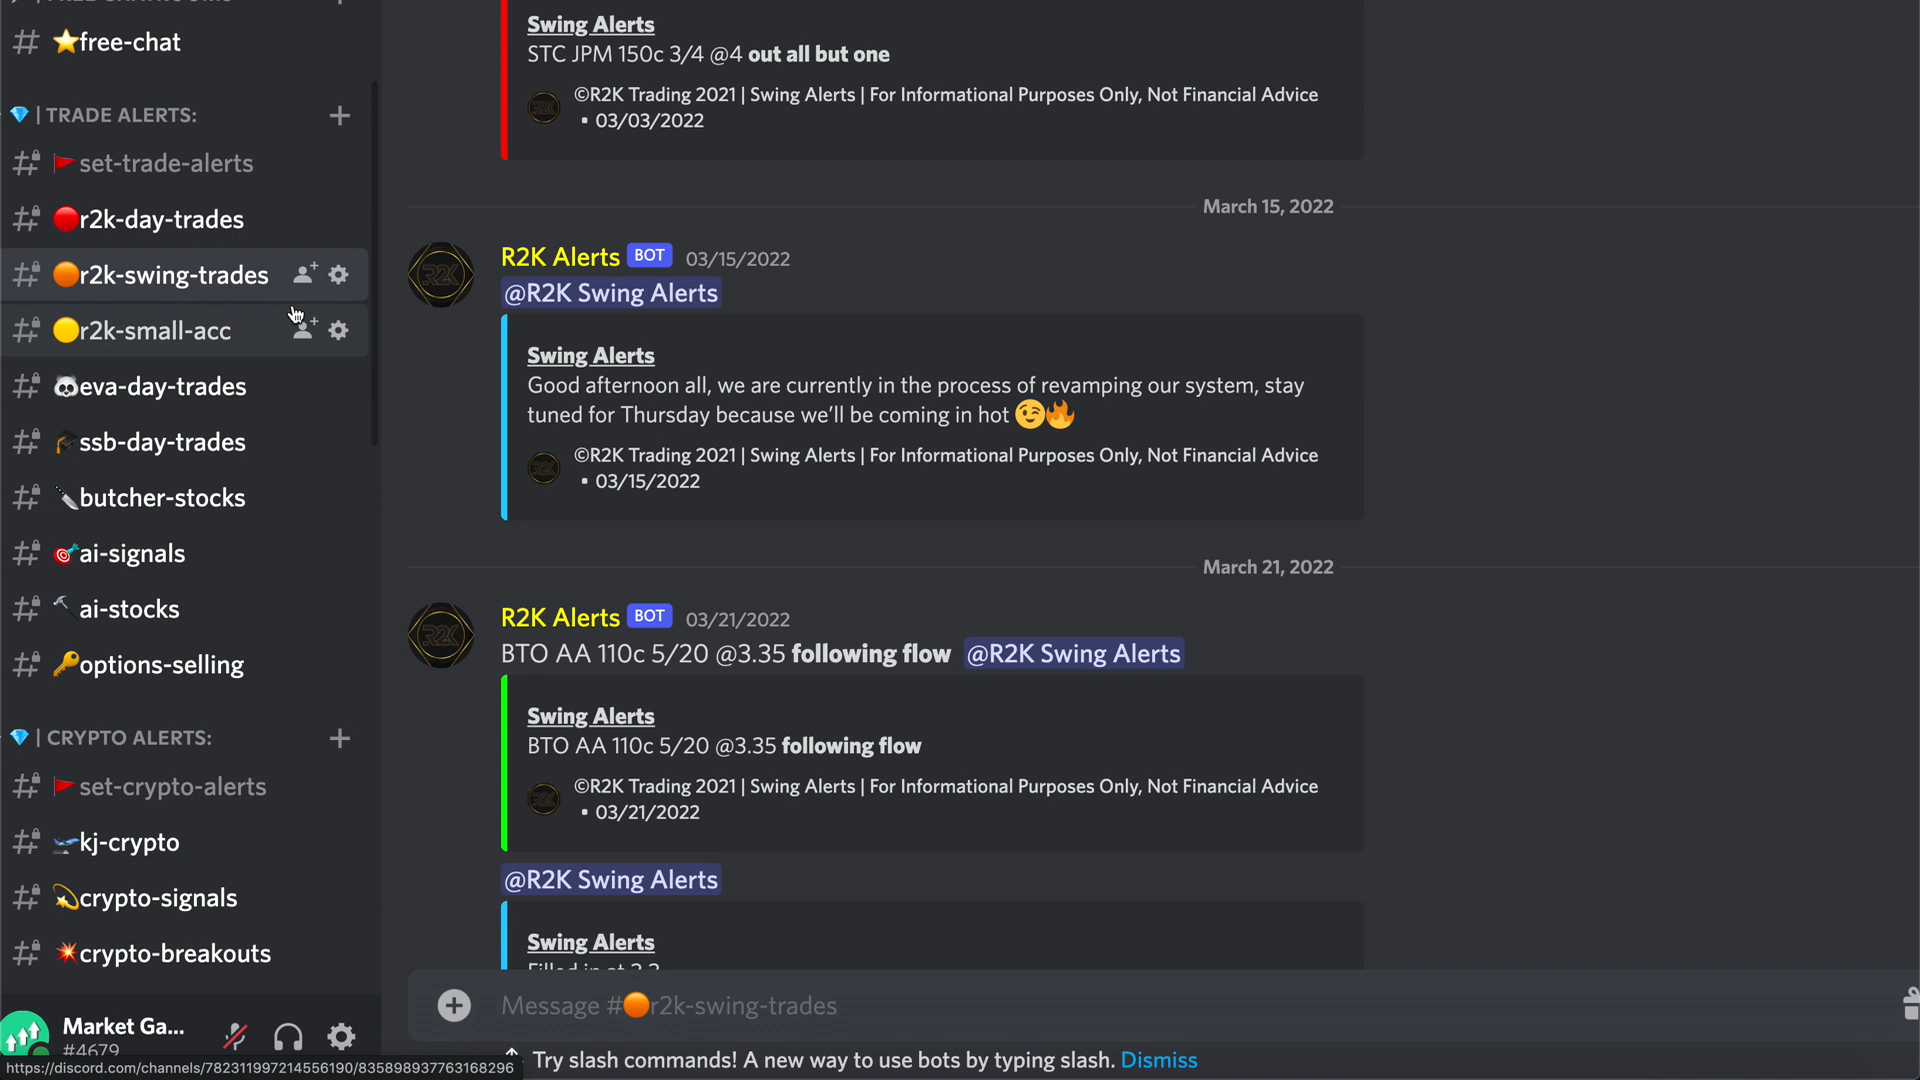 free-chat
| TRADE ALERTS:
set-trade-alerts
r2k-day-trades
r2k-swing-trades
r2k-small-acc
eva-day-trades
ssb-day-trades
butcher-stocks
ai-signals
ai-stocks
options-selling
| CRYPTO ALERTS:
set-crypto-alerts
kj-crypto
crypto-signals
crypto-breakouts
Market Ga...
#4679
https://discord.com/channels/782311997214556190/835898937763168296
Swing Alerts
STC JPM 150c 3/4 @4 out all but one
©R2K Trading 2021 | Swing Alerts | For Informational Purposes Only, Not Financial Advice
• 03/03/2022
March 15, 2022
R2K Alerts BOT 03/15/2022
@R2K Swing Alerts
Swing Alerts
Good afternoon all, we are currently in the process of revamping our system, stay
tuned for Thursday because we'll be coming in hot 😉🔥
©R2K Trading 2021 | Swing Alerts | For Informational Purposes Only, Not Financial Advice
• 03/15/2022
March 21, 2022
R2K Alerts BOT 03/21/2022
BTO AA 110c 5/20 @3.35 following flow @R2K Swing Alerts
Swing Alerts
BTO AA 110c 5/20 @3.35 following flow
©R2K Trading 2021 | Swing Alerts | For Informational Purposes Only, Not Financial Advice
• 03/21/2022
@R2K Swing Alerts
Swing Alerts
Message #🟠r2k-swing-trades
Try slash commands! A new way to use bots by typing slash. Dismiss